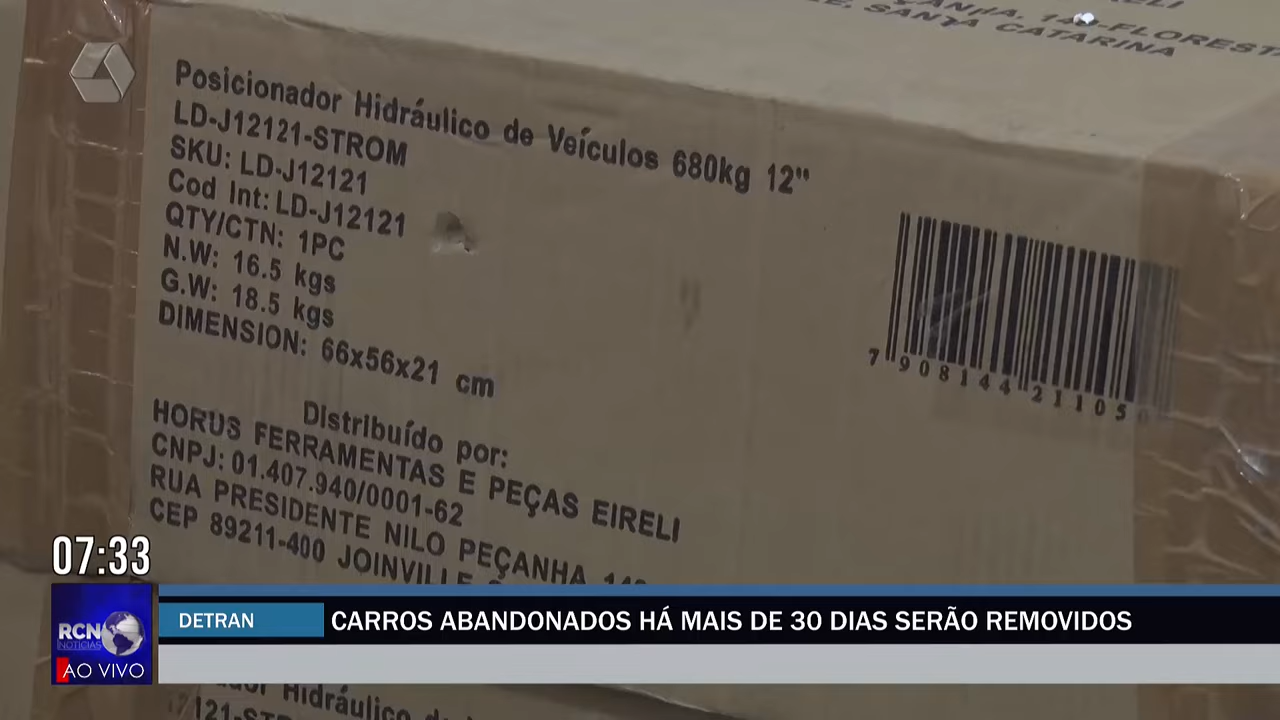 PEÇANHA,
SANTA CATARINA
Posicionador Hidráulico de Veículos 680kg 12"
LD-J12121-STROM
SKU: LD-J12121
Cod Int: LD-J12121
QTY/CTN: 1PC
N.W: 16.5 kgs
G.W: 18.5 kgs
DIMENSION: 66x56x21 cm
7 908144 21105
Distribuído por:
HORUS FERRAMENTAS E PEÇAS EIRELI
CNPJ: 01.407.940/0001-62
RUA PRESIDENTE NILO PEÇANHA
CEP 89211-400 JOINVILLE
07:33
RCN
NOTÍCIAS
AO VIVO
DETRAN
CARROS ABANDONADOS HÁ MAIS DE 30 DIAS SERÃO REMOVIDOS
Hidráulico